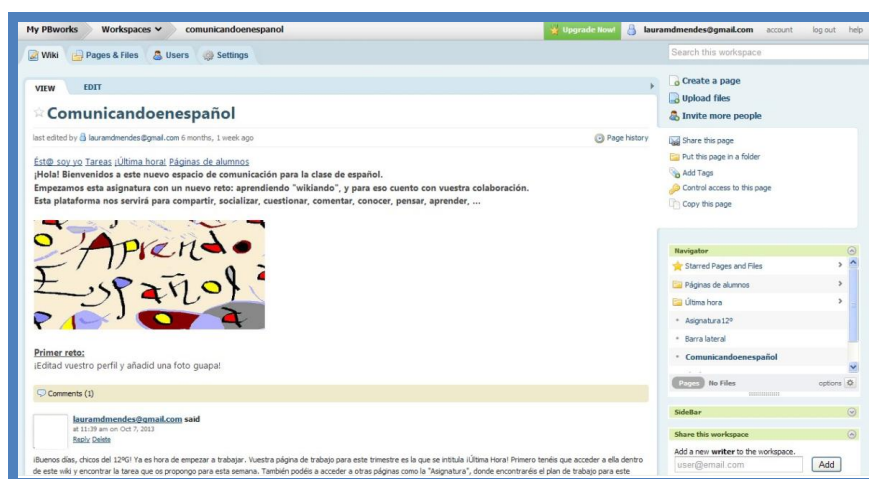 My PBworks Workspaces comunicandoenespanol Upgrade Now! lauramdmendes@gmail.com account log out help
Wiki Pages & Files Users Settings Search this workspace
VIEW EDIT
Comunicandoenespañol
last edited by lauramdmendes@gmail.com 6 months, 1 week ago Page history
Ést@ soy yo Tareas ¡Última hora! Páginas de alumnos
¡Hola! Bienvenidos a este nuevo espacio de comunicación para la clase de español.
Empezamos esta asignatura con un nuevo reto: aprendiendo "wikiando", y para eso cuento con vuestra colaboración.
Esta plataforma nos servirá para compartir, socializar, cuestionar, comentar, conocer, pensar, aprender, ...
Aprendo
Español
Primer reto:
¡Editad vuestro perfil y añadid una foto guapa!
Comments (1)
lauramdmendes@gmail.com said
at 11:39 am on Oct 7, 2013
Reply Delete
¡Buenos días, chicos del 12ºG! Ya es hora de empezar a trabajar. Vuestra página de trabajo para este trimestre es la que se intitula ¡Última Hora! Primero tenéis que acceder a ella dentro
de este wiki y encontrar la tarea que os propongo para esta semana. También podéis a acceder a otras páginas como la "Asignatura", donde encontraréis el plan de trabajo para este
Create a page
Upload files
Invite more people
Share this page
Put this page in a folder
Add Tags
Control access to this page
Copy this page
Navigator
Starred Pages and Files
Páginas de alumnos
Última hora
Asignatura 12º
Barra lateral
Comunicandoenespañol
Pages No Files options
SideBar
Share this workspace
Add a new writer to the workspace.
user@email.com Add